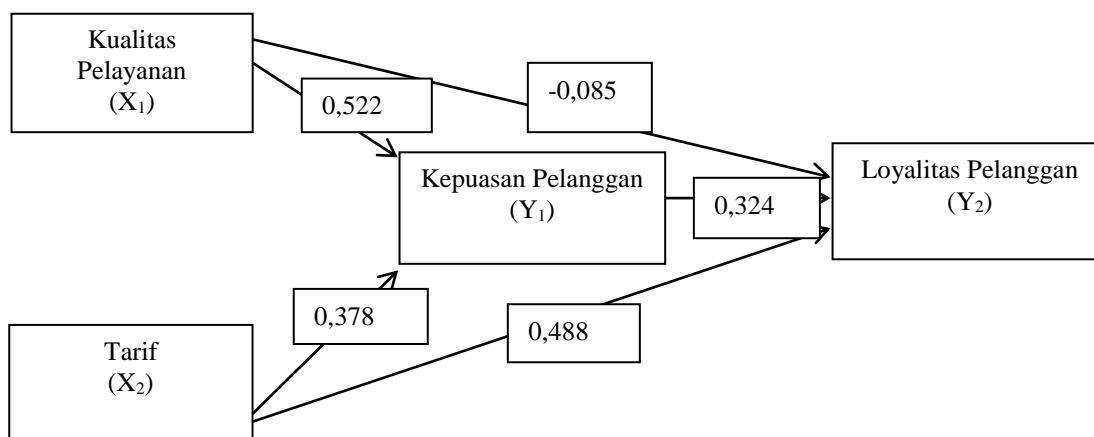 Kualitas
Pelayanan
(X₁)
-0,085
0,522
Kepuasan Pelanggan
(Y₁)
0,324
Loyalitas Pelanggan
(Y₂)
0,378
0,488
Tarif
(X₂)